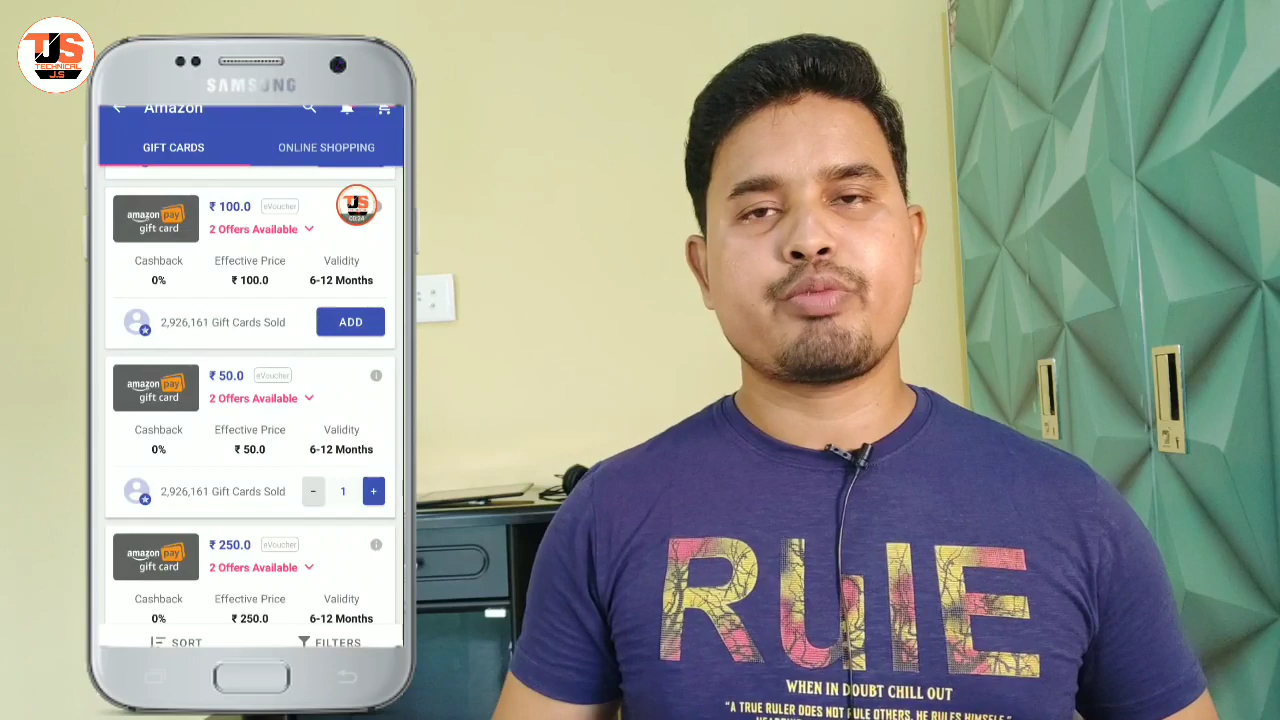 TJS
TECHNICAL
J.S
SAMSUNG
Amazon
GIFT CARDS
ONLINE SHOPPING
amazon pay
gift card
₹ 100.0
eVoucher
TJS
00:24
2 Offers Available
Cashback
Effective Price
Validity
0%
₹ 100.0
6-12 Months
2,926,161 Gift Cards Sold
ADD
amazon pay
gift card
₹ 50.0
eVoucher
2 Offers Available
Cashback
Effective Price
Validity
0%
₹ 50.0
6-12 Months
2,926,161 Gift Cards Sold
-
1
+
amazon pay
gift card
₹ 250.0
eVoucher
2 Offers Available
Cashback
Effective Price
Validity
0%
₹ 250.0
6-12 Months
SORT
FILTERS
RUlE
WHEN IN DOUBT CHILL OUT
“A TRUE RULER DOES NOT RULE OTHERS, HE RULES HIMSELF.”